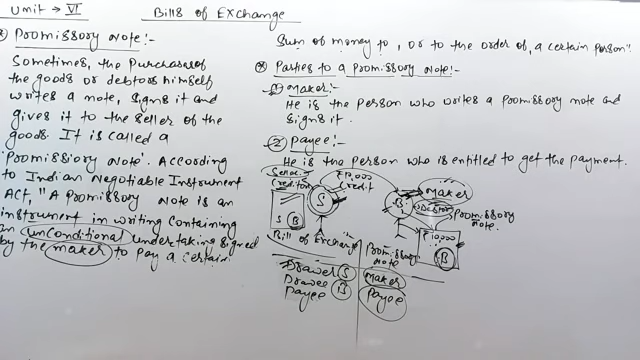 Unit → VI
Bills of Exchange
Promissory Note:-
Sometimes, the Purchaser of
the goods or debtors himself
writes a note, signs it and
gives it to the seller of the
goods. It is called a
'Promissiory Note'. According
to Indian Negotiable Instrument
Act, "A Promissory Note is an
instrument in writing containing
an unconditional undertaking signed
by the maker to pay a certain
Sum of money to, or to the order of, a certain person".
Parties to a Promissory Note:-
① Maker:-
He is the person who writes a promissory note and
signs it.
② Payee:-
He is the person who is entitled to get the payment.
Seller
Creditor
₹10,000
Credit
S
B
Maker
Debtor
Promissory
Note.
S B
₹10,000
B
Bill of Exchange
Promissory
Note
Drawer S
Drawee B
Payee
Maker
Payee